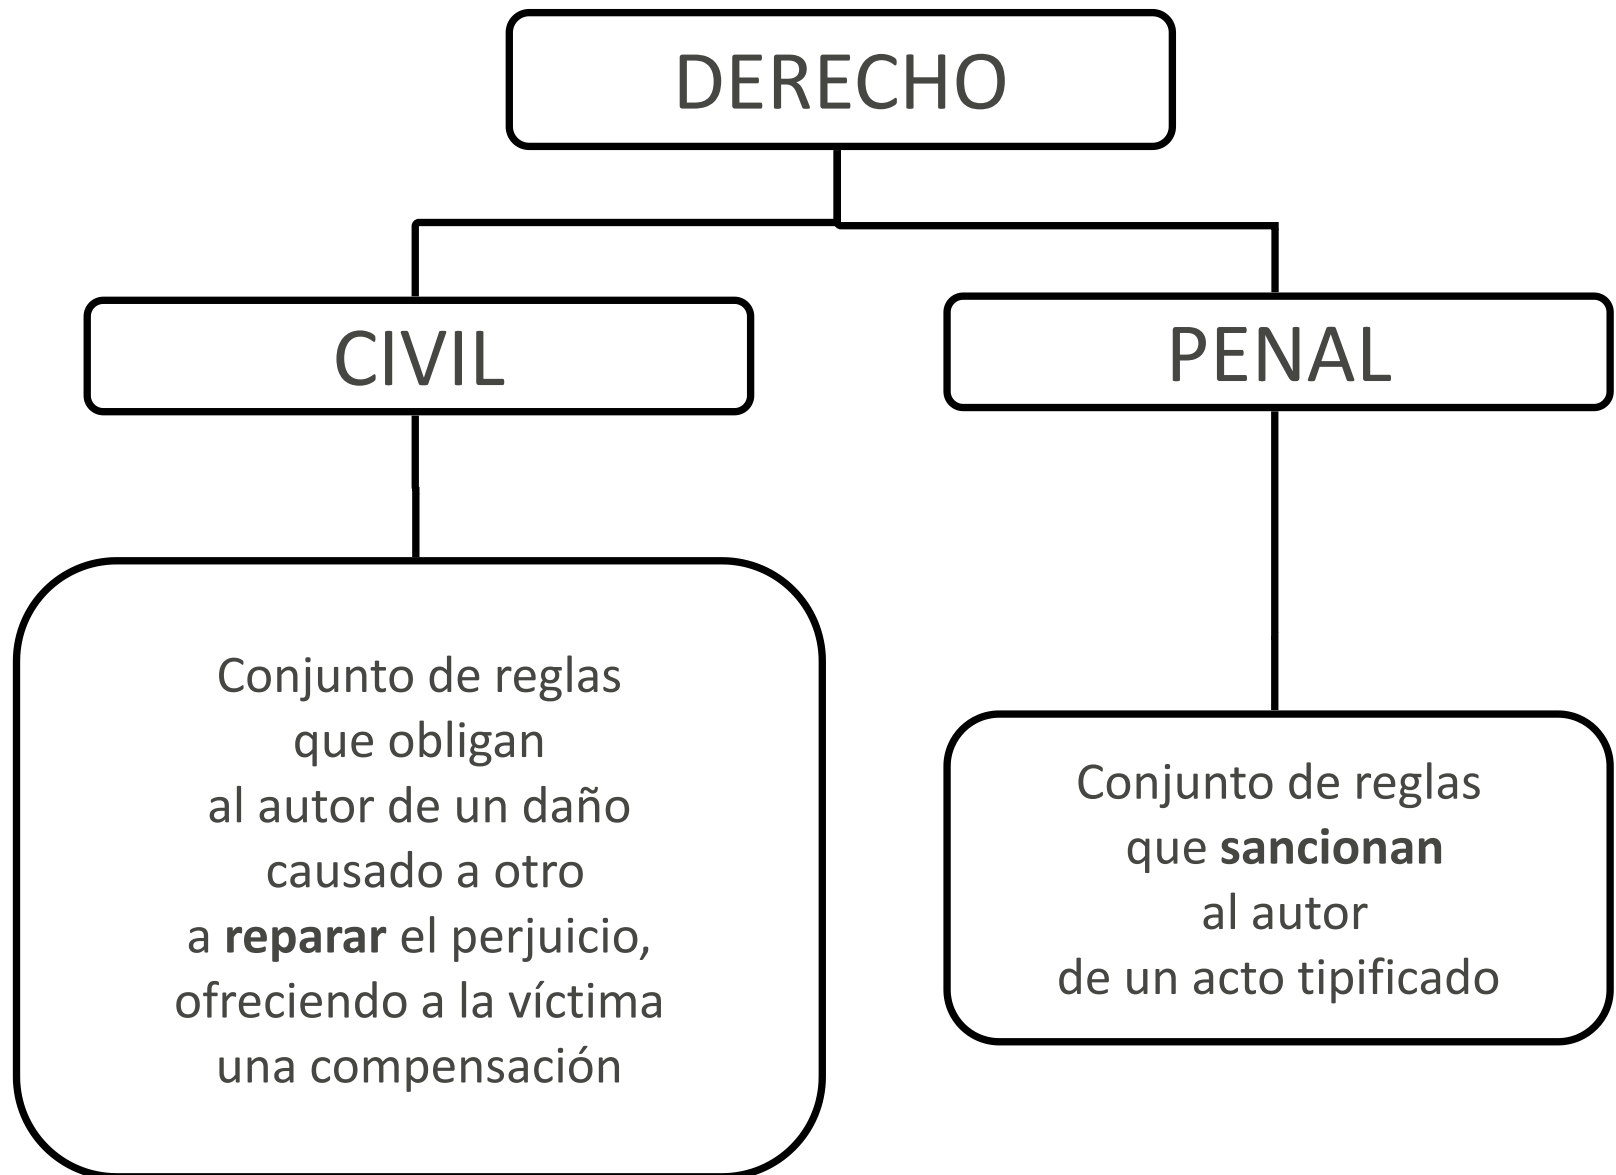 DERECHO
CIVIL
PENAL
Conjunto de reglas
que obligan
al autor de un daño
causado a otro
a reparar el perjuicio,
ofreciendo a la víctima
una compensación
Conjunto de reglas
que sancionan
al autor
de un acto tipificado